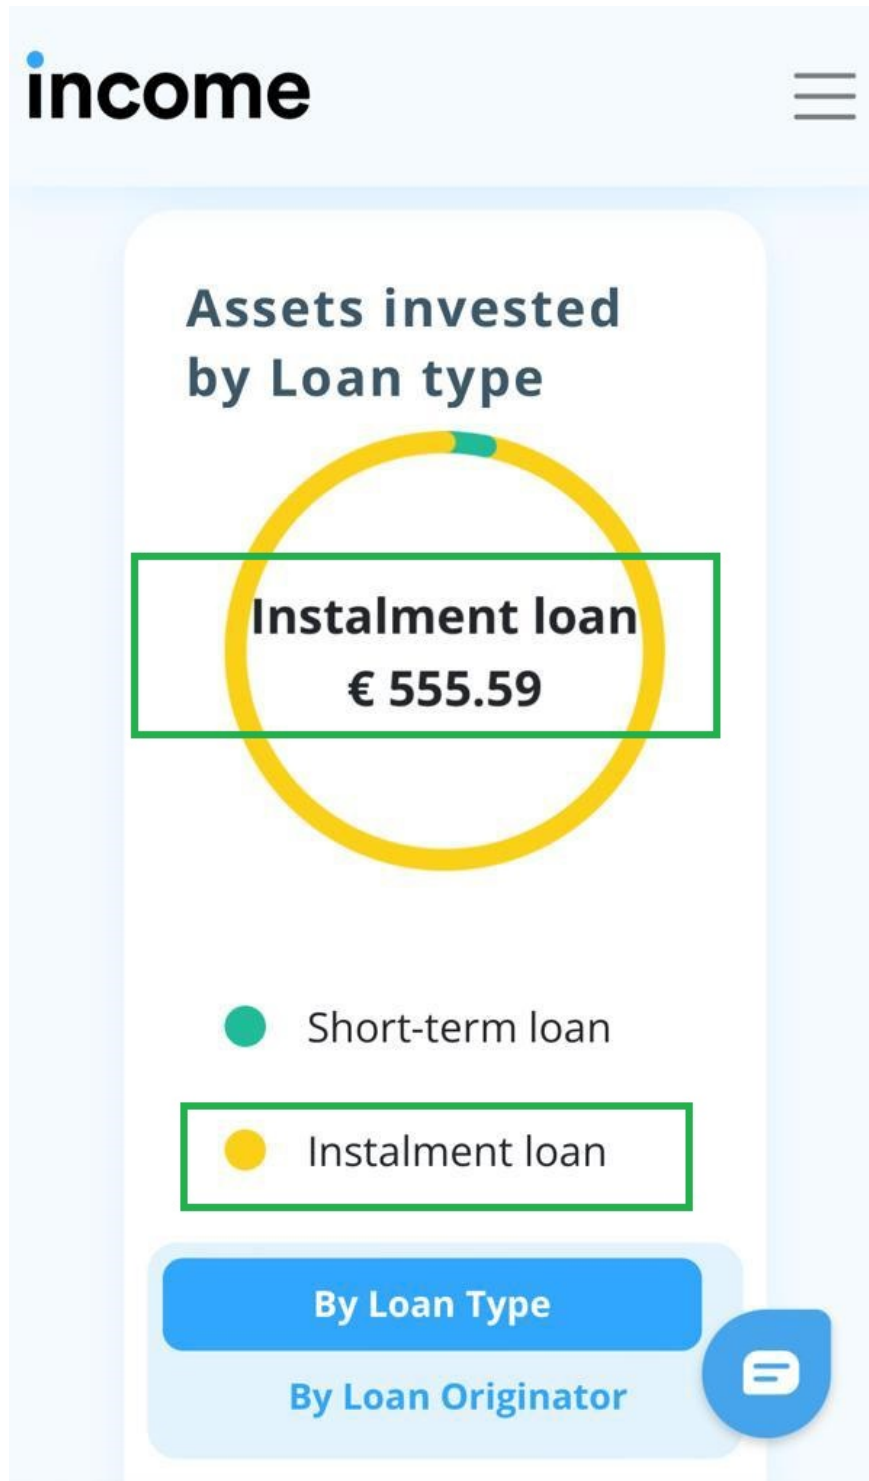 income
Assets invested
by Loan type
Instalment loan
€ 555.59
Short-term loan
Instalment loan
By Loan Type
By Loan Originator